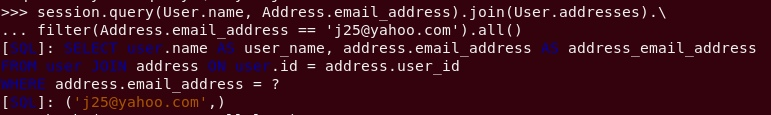 >>> session.query(User.name, Address.email_address).join(User.addresses).\
... filter(Address.email_address == 'j25@yahoo.com').all()
[SQL]: SELECT user.name AS user_name, address.email_address AS address_email_address
FROM user JOIN address ON user.id = address.user_id
WHERE address.email_address = ?
[SQL]: ('j25@yahoo.com',)